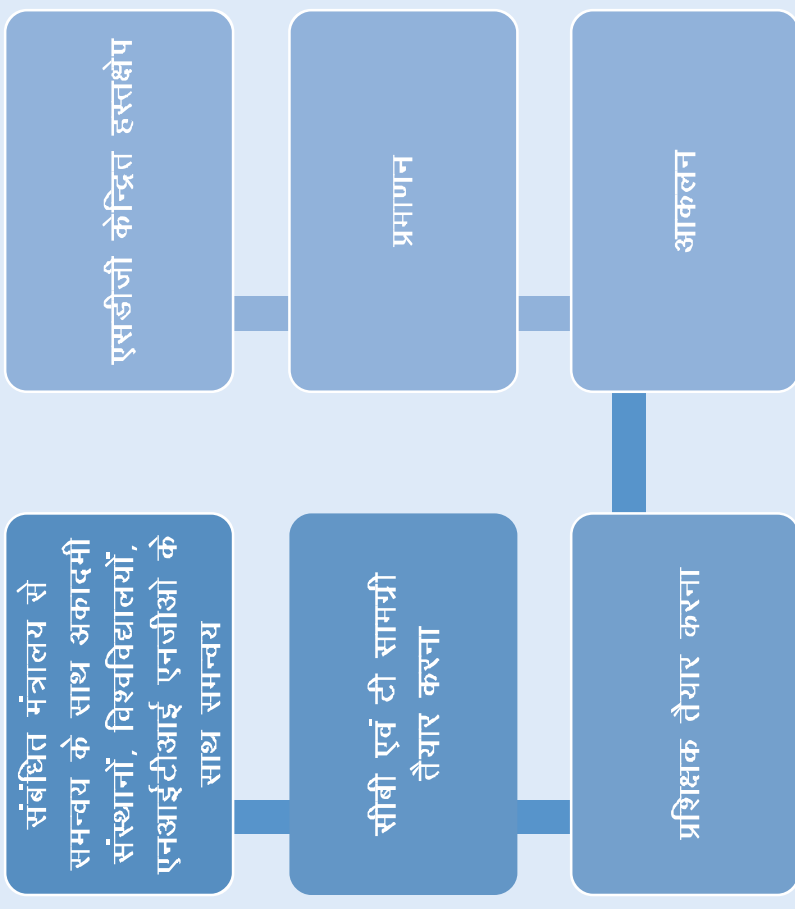 संबंधित मंत्रालय से
समन्वय के साथ अकादमी
संस्थानों, विश्वविद्यालयों,
एनआईटीआई एनजीओ के
साथ समन्वय
सीबी एवं टी सामग्री
तैयार करना
प्रशिक्षक तैयार करना
आकलन
प्रमाणन
एसडीजी केन्द्रित हस्तक्षेप